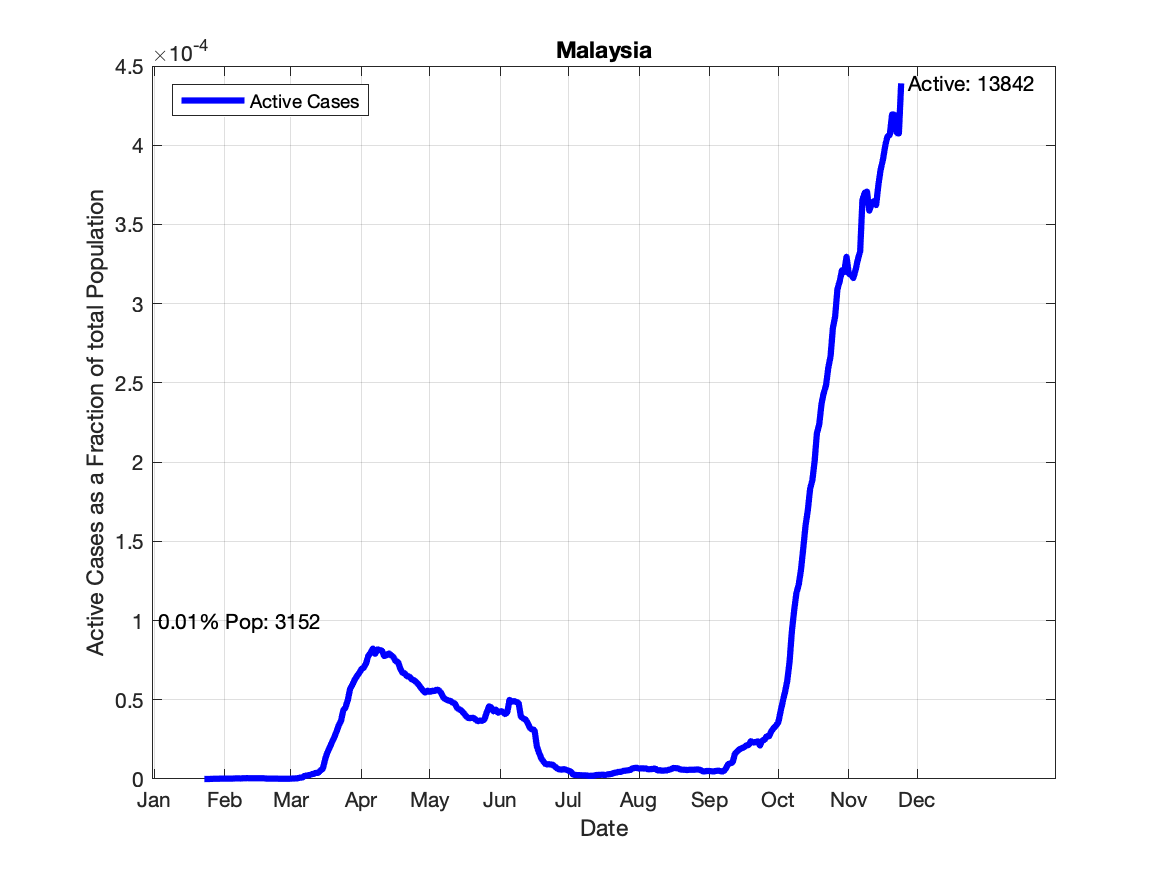 Malaysia
×10-4
4.5
4
3.5
3
2.5
2
1.5
1
0.5
0
Active Cases as a Fraction of total Population
Active Cases
Active: 13842
0.01% Pop: 3152
Jan Feb Mar Apr May Jun Jul Aug Sep Oct Nov Dec
Date